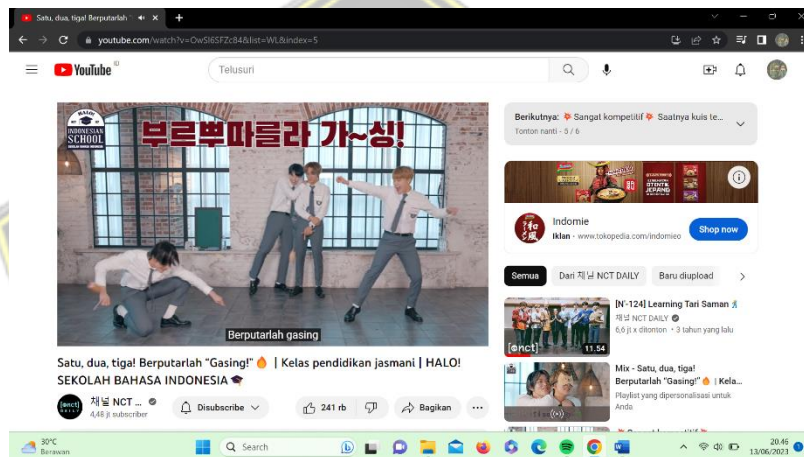 Satu, dua, tiga! Berputarlah "
youtube.com/watch?v=OwSI6SFZc84&list=WL&index=5
YouTube ID
Telusuri
HALO!
INDONESIAN
SCHOOL
부르뿌따를라 가~싱!
Berputarlah gasing
Satu, dua, tiga! Berputarlah "Gasing!" 🔥 | Kelas pendidikan jasmani | HALO!
SEKOLAH BAHASA INDONESIA 🎓
[nct]
DAILY
채널 NCT ...
4,48 jt subscriber
Disubscribe
241 rb
Bagikan
Berikutnya: 💥 Sangat kompetitif 💥 Saatnya kuis te...
Tonton nanti - 5 / 6
Indomie
Iklan · www.tokopedia.com/indomieo
Shop now
Semua
Dari 채널 NCT DAILY
Baru diupload
[N'-124] Learning Tari Saman
채널 NCT DAILY
6,6 jt x ditonton • 3 tahun yang lalu
[nct]
11.54
Mix - Satu, dua, tiga!
Berputarlah "Gasing!" 🔥 | Kela...
Playlist yang dipersonalisasi untuk
Anda
30°C
Berawan
Search
20.46
13/06/2023